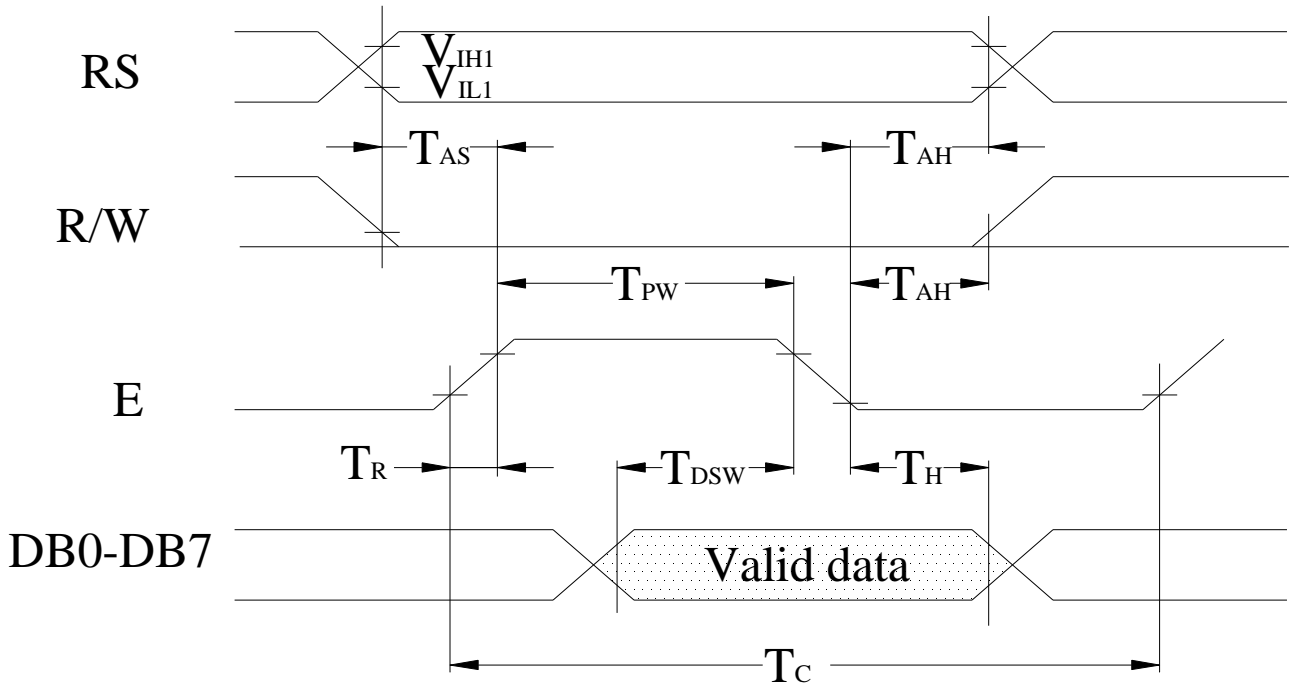 RS
VIH1
VIL1
TAS
TAH
R/W
TPW
TAH
E
TR
TDSW
TH
DB0-DB7
Valid data
TC